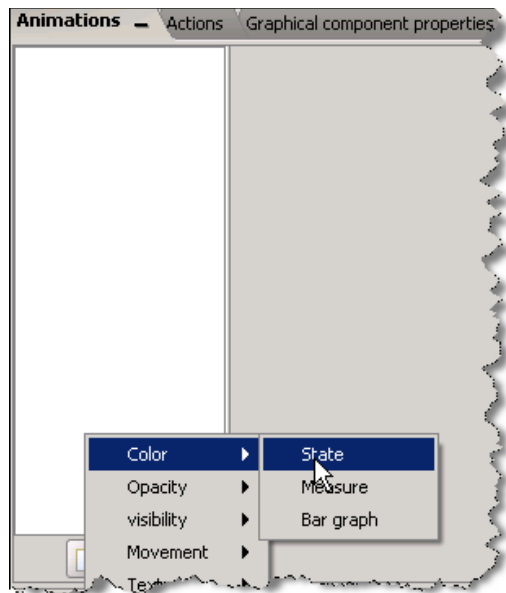 Animations Actions Graphical component properties
Color State
Opacity Measure
visibility Bar graph
Movement